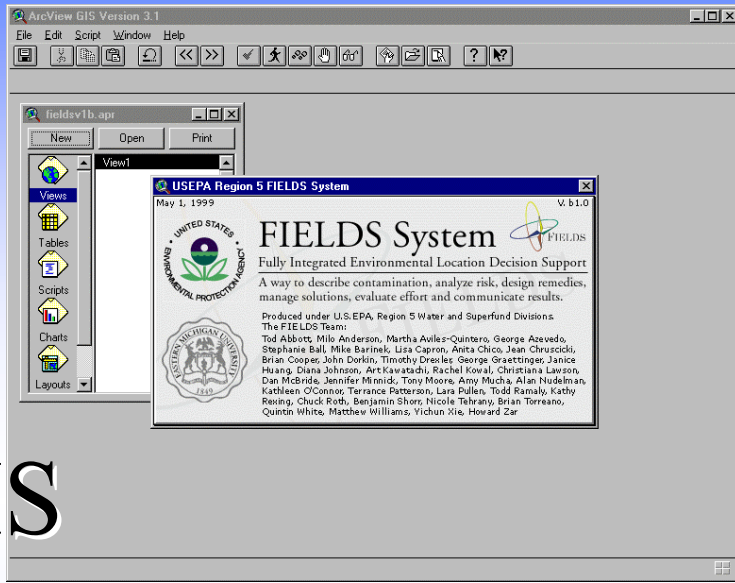 ArcView GIS Version 3.1
File Edit Script Window Help
fieldsv1b.apr
New Open Print
View1
Views
Tables
Scripts
Charts
Layouts
USEPA Region 5 FIELDS System
May 1, 1999 V. b1.0
UNITED STATES
ENVIRONMENTAL PROTECTION AGENCY
FIELDS System
FIELDS
Fully Integrated Environmental Location Decision Support
A way to describe contamination, analyze risk, design remedies,
manage solutions, evaluate effort and communicate results.
EASTERN MICHIGAN UNIVERSITY
1849
Produced under U.S.EPA, Region 5 Water and Superfund Divisions.
The FIELDS Team:
Tod Abbott, Milo Anderson, Martha Aviles-Quintero, George Azevedo,
Stephanie Ball, Mike Barinek, Lisa Capron, Anita Chico, Jean Chruscicki,
Brian Cooper, John Dorkin, Timothy Drexler, George Graettinger, Janice
Huang, Diana Johnson, Art Kawatachi, Rachel Kowal, Christiana Lawson,
Dan McBride, Jennifer Minnick, Tony Moore, Amy Mucha, Alan Nudelman,
Kathleen O'Connor, Terrance Patterson, Lara Pullen, Todd Ramaly, Kathy
Rexing, Chuck Roth, Benjamin Shorr, Nicole Tehrany, Brian Torreano,
Quintin White, Matthew Williams, Yichun Xie, Howard Zar
S